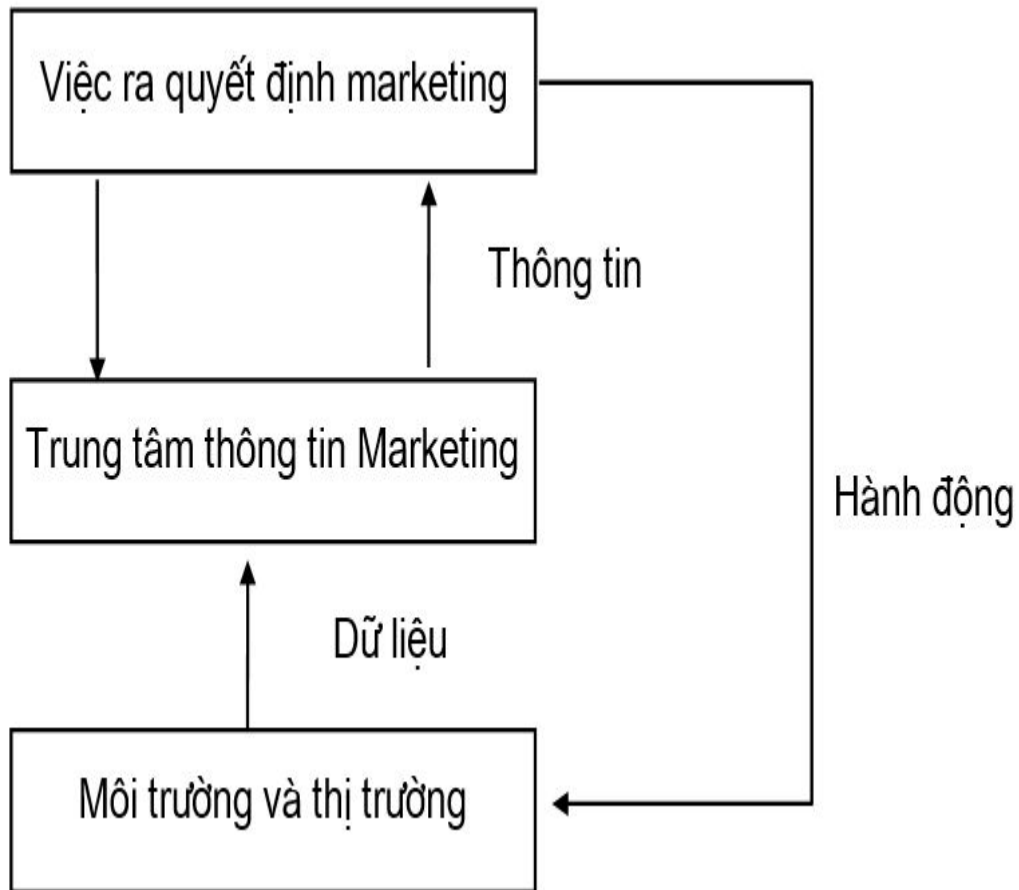 Việc ra quyết định marketing
Thông tin
Trung tâm thông tin Marketing
Hành động
Dữ liệu
Môi trường và thị trường